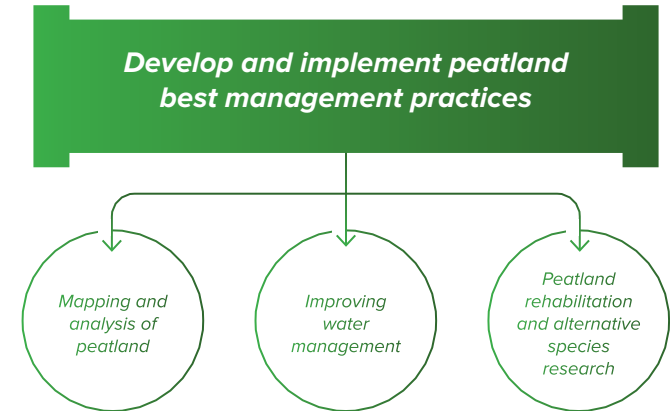 Develop and implement peatland
best management practices
Mapping and
analysis of
peatland
Improving
water
management
Peatland
rehabilitation
and alternative
species
research